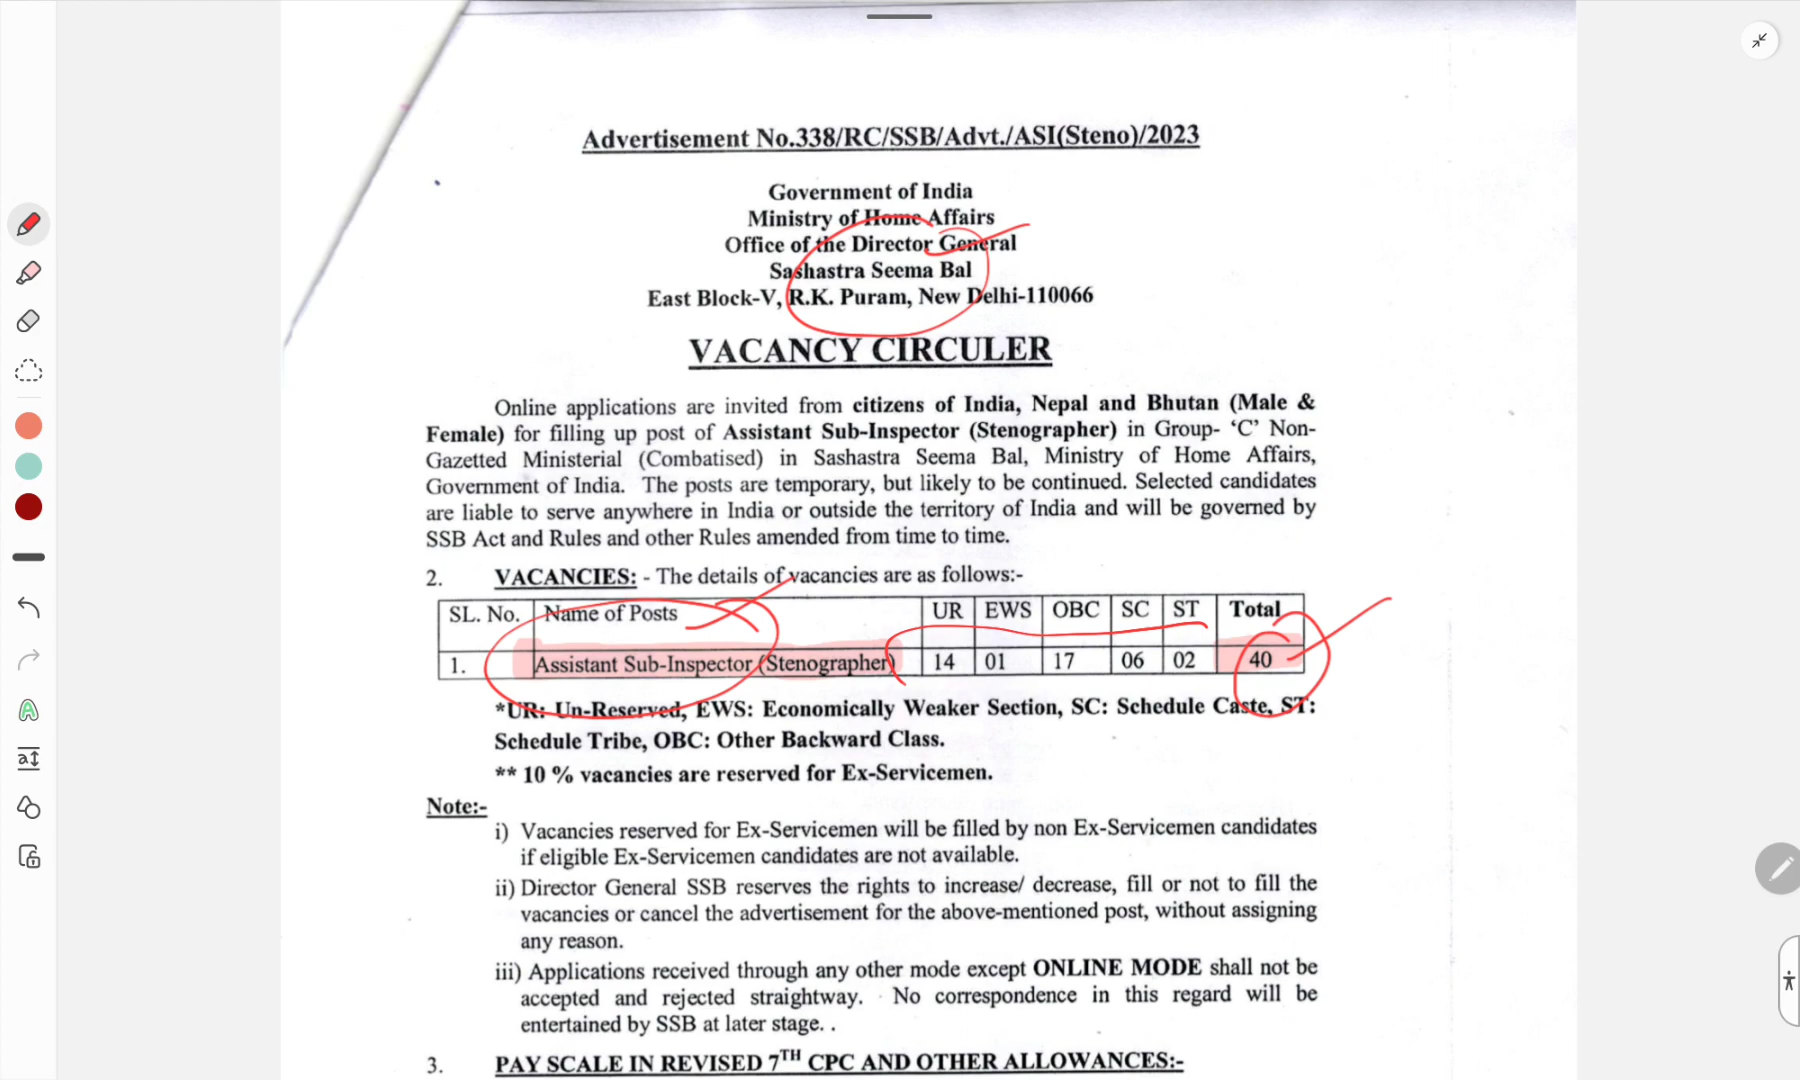 Advertisement No.338/RC/SSB/Advt./ASI(Steno)/2023
Government of India
Ministry of Home Affairs
Office of the Director General
Sashastra Seema Bal
East Block-V, R.K. Puram, New Delhi-110066
VACANCY CIRCULER
Online applications are invited from citizens of India, Nepal and Bhutan (Male &
Female) for filling up post of Assistant Sub-Inspector (Stenographer) in Group- ‘C’ Non-
Gazetted Ministerial (Combatised) in Sashastra Seema Bal, Ministry of Home Affairs,
Government of India. The posts are temporary, but likely to be continued. Selected candidates
are liable to serve anywhere in India or outside the territory of India and will be governed by
SSB Act and Rules and other Rules amended from time to time.
2. VACANCIES: - The details of vacancies are as follows:-
SL. No. Name of Posts UR EWS OBC SC ST Total
1. Assistant Sub-Inspector (Stenographer) 14 01 17 06 02 40
*UR: Un-Reserved, EWS: Economically Weaker Section, SC: Schedule Caste, ST:
Schedule Tribe, OBC: Other Backward Class.
** 10 % vacancies are reserved for Ex-Servicemen.
Note:-
i) Vacancies reserved for Ex-Servicemen will be filled by non Ex-Servicemen candidates
if eligible Ex-Servicemen candidates are not available.
ii) Director General SSB reserves the rights to increase/ decrease, fill or not to fill the
vacancies or cancel the advertisement for the above-mentioned post, without assigning
any reason.
iii) Applications received through any other mode except ONLINE MODE shall not be
accepted and rejected straightway. No correspondence in this regard will be
entertained by SSB at later stage. .
3. PAY SCALE IN REVISED 7TH CPC AND OTHER ALLOWANCES:-